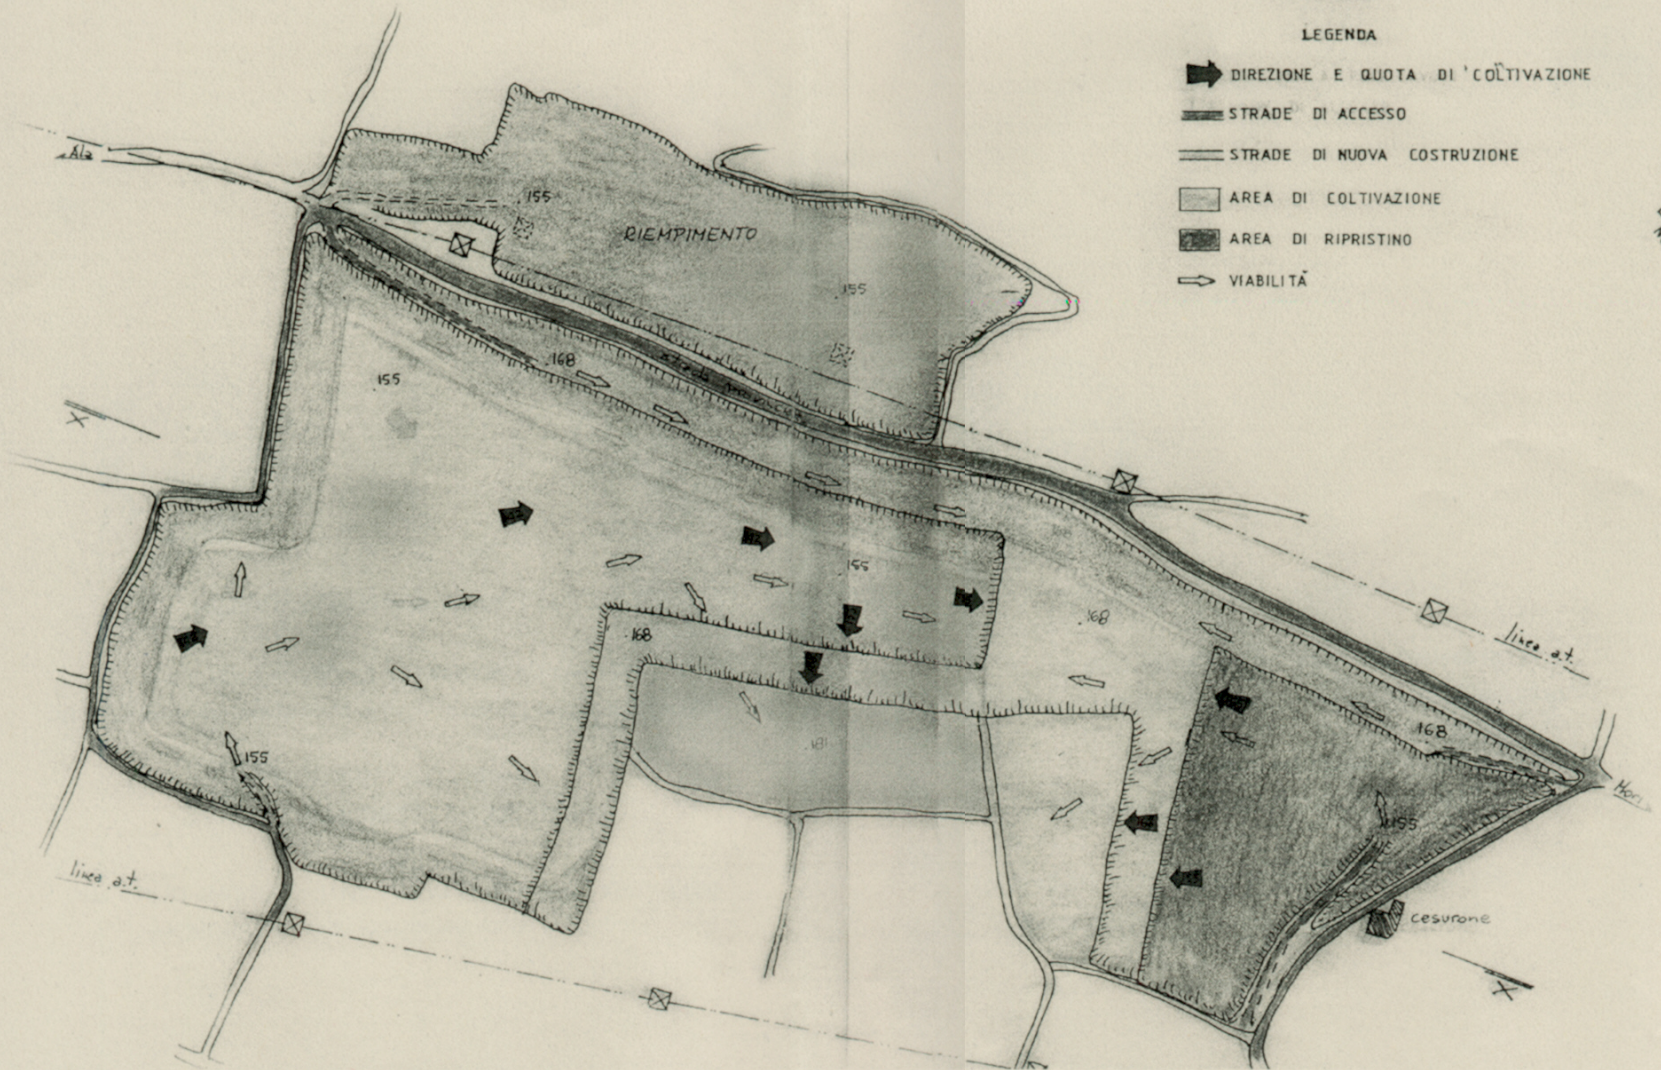 LEGENDA
DIREZIONE E QUOTA DI COLTIVAZIONE
STRADE DI ACCESSO
STRADE DI NUOVA COSTRUZIONE
AREA DI COLTIVAZIONE
AREA DI RIPRISTINO
VIABILITÀ
Ala
155
RIEMPIMENTO
155
168
155
155
168
168
linea a.t.
168
181
155
155
Mori
linea a.t.
cesurone